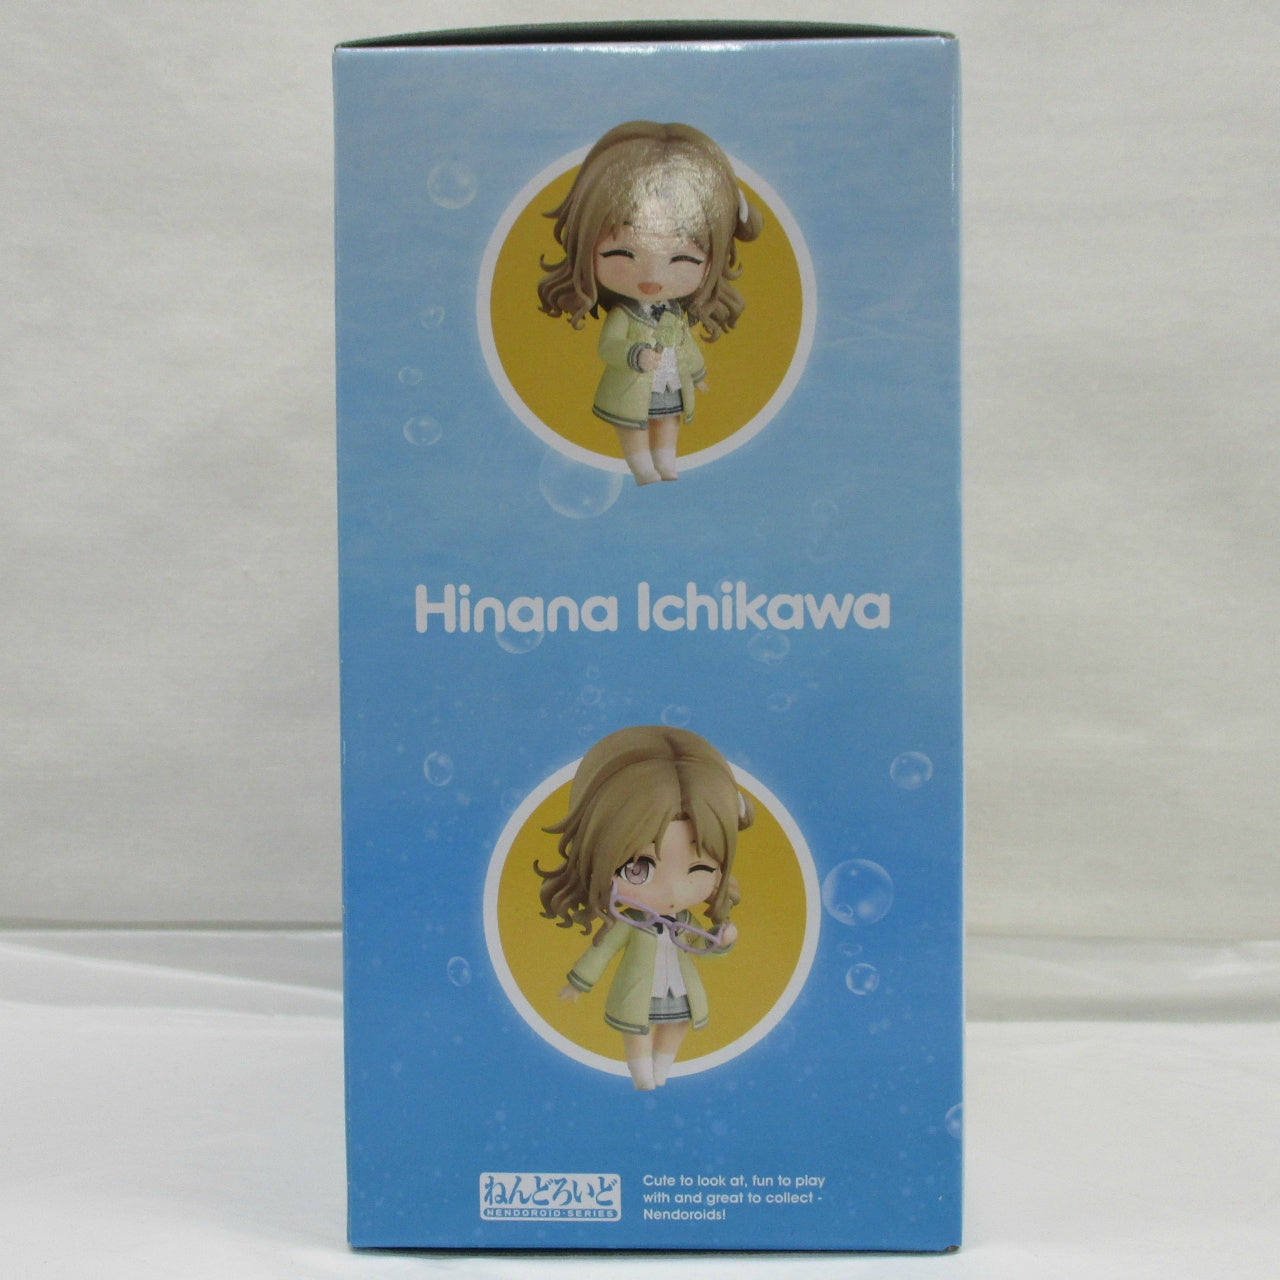 Hinana Ichikawa
ねんどろいど
NENDOROID·SERIES
Cute to look at, fun to play
with and great to collect -
Nendoroids!